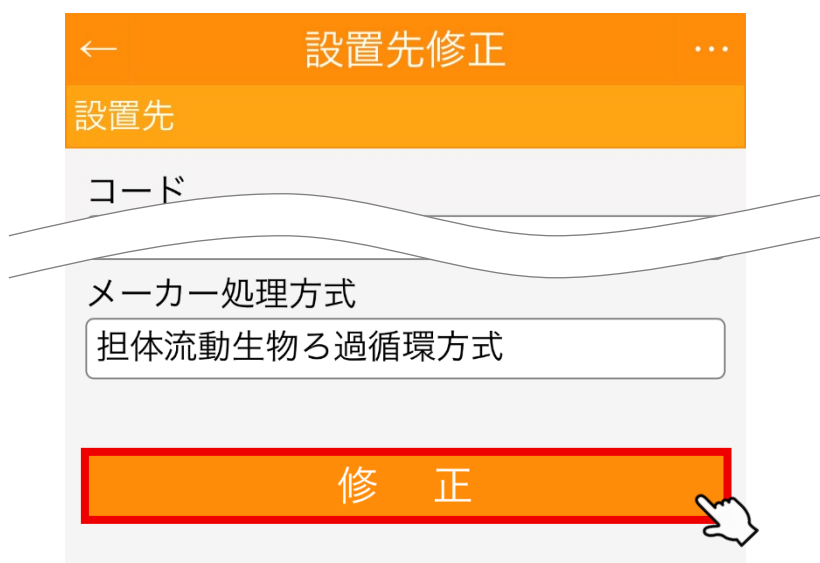 ← 設置先修正 …
設置先
コード
メーカー処理方式
担体流動生物ろ過循環方式
修 正